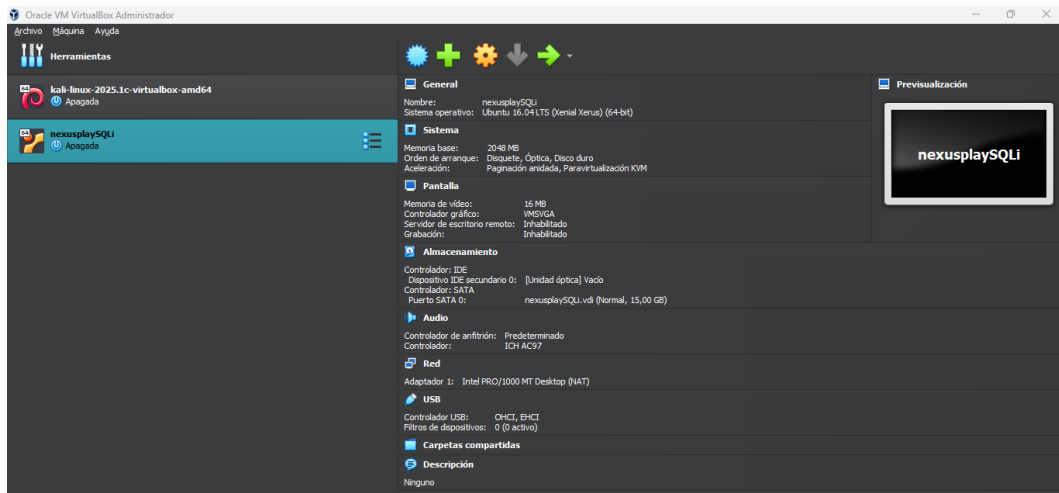 Oracle VM VirtualBox Administrador
Archivo Máquina Ayuda
Herramientas
64
kali-linux-2025.1c-virtualbox-amd64
Apagada
64
nexusplaySQLi
Apagada
General
Nombre: nexusplaySQLi
Sistema operativo: Ubuntu 16.04 LTS (Xenial Xerus) (64-bit)
Sistema
Memoria base: 2048 MB
Orden de arranque: Disquete, Óptica, Disco duro
Aceleración: Paginación anidada, Paravirtualización KVM
Pantalla
Memoria de vídeo: 16 MB
Controlador gráfico: VMSVGA
Servidor de escritorio remoto: Inhabilitado
Grabación: Inhabilitado
Almacenamiento
Controlador: IDE
Dispositivo IDE secundario 0: [Unidad óptica] Vacío
Controlador: SATA
Puerto SATA 0: nexusplaySQLi.vdi (Normal, 15,00 GB)
Audio
Controlador de anfitrión: Predeterminado
Controlador: ICH AC97
Red
Adaptador 1: Intel PRO/1000 MT Desktop (NAT)
USB
Controlador USB: OHCI, EHCI
Filtros de dispositivos: 0 (0 activo)
Carpetas compartidas
Descripción
Ninguno
Previsualización
nexusplaySQLi